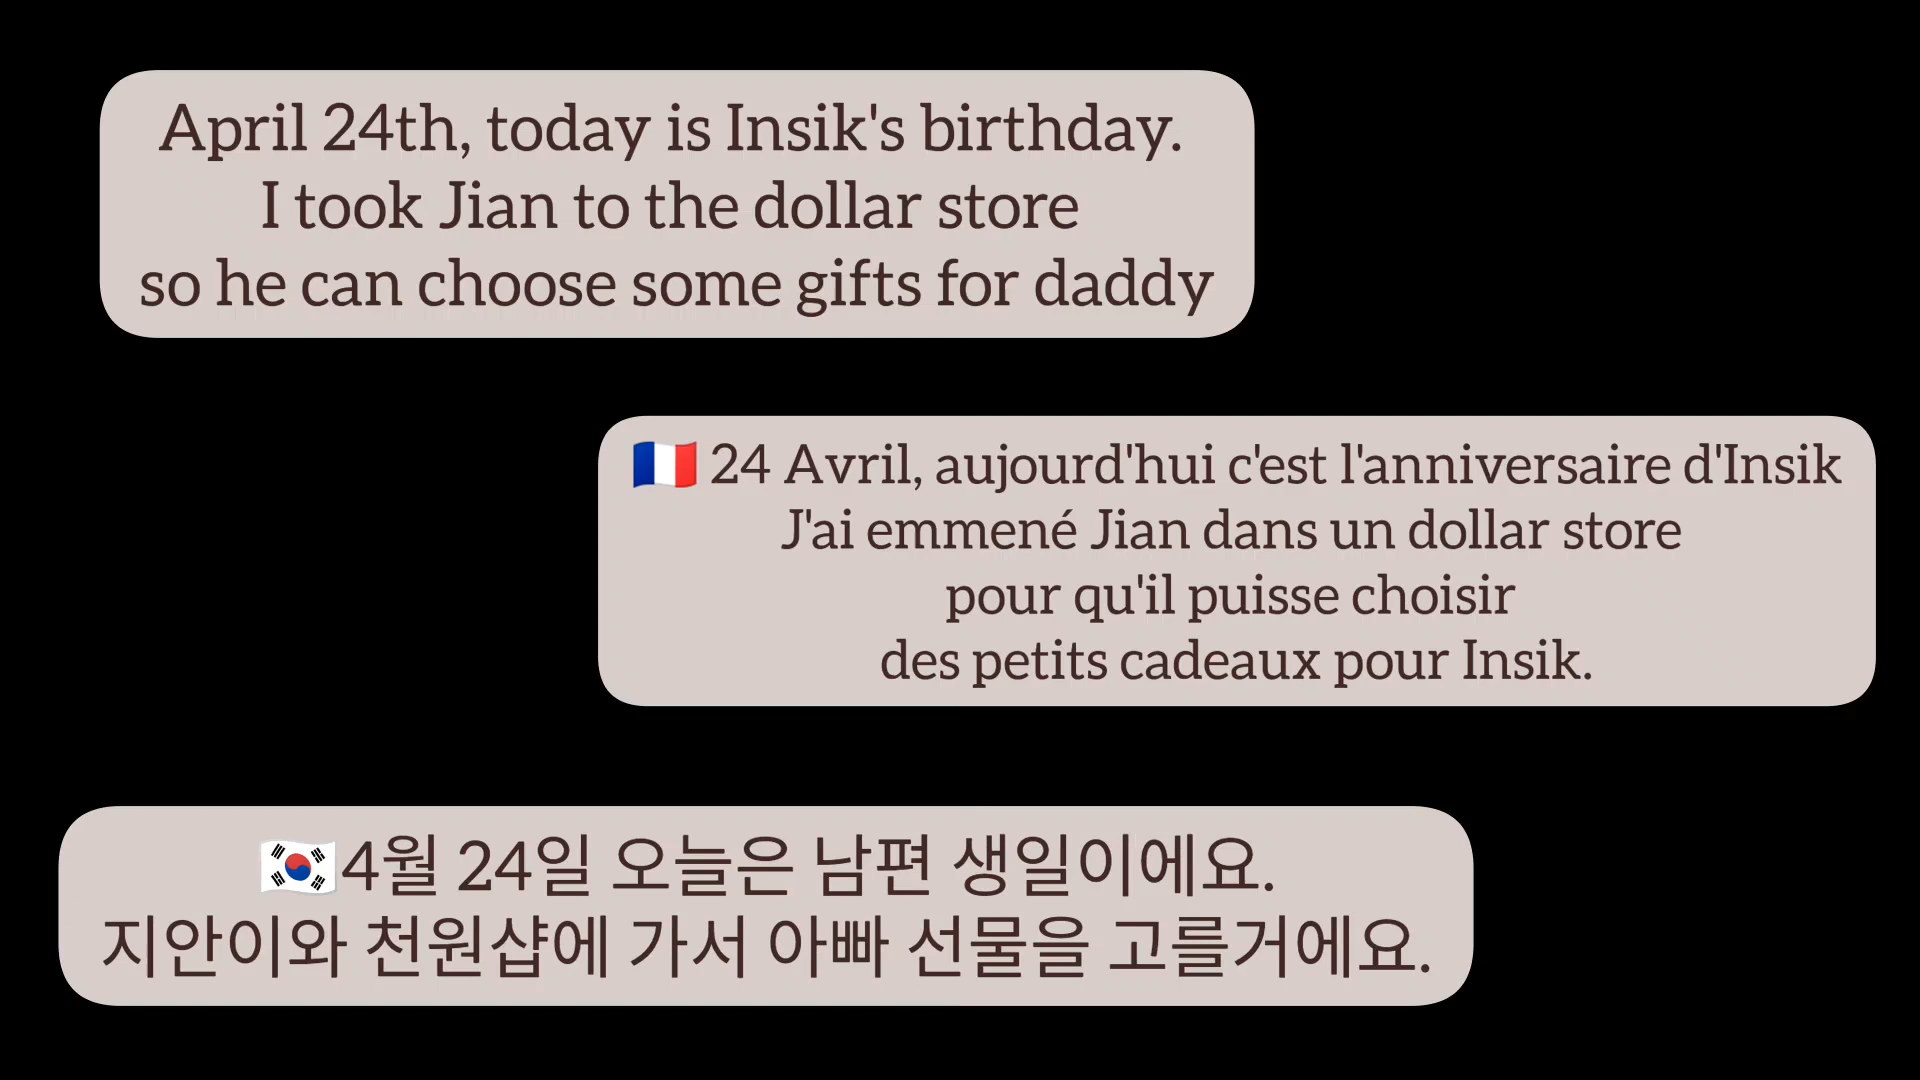 April 24th, today is Insik's birthday.
I took Jian to the dollar store
so he can choose some gifts for daddy
🇫🇷 24 Avril, aujourd'hui c'est l'anniversaire d'Insik
J'ai emmené Jian dans un dollar store
pour qu'il puisse choisir
des petits cadeaux pour Insik.
🇰🇷4월 24일 오늘은 남편 생일이에요.
지안이와 천원샵에 가서 아빠 선물을 고를거에요.